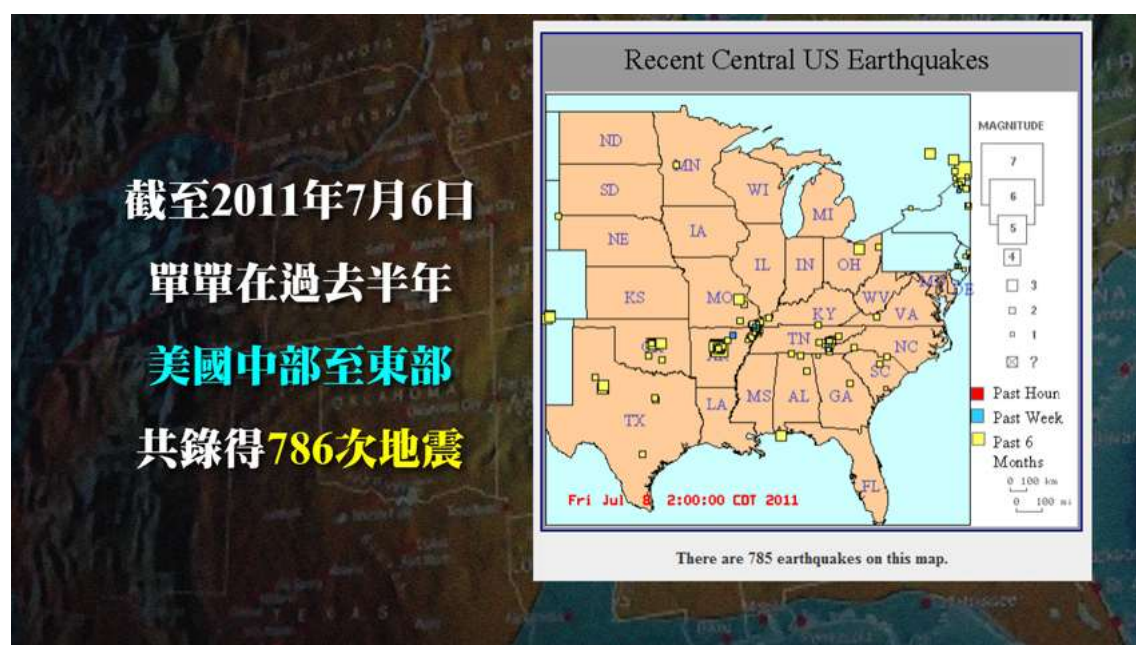 截至2011年7月6日
單單在過去半年
美國中部至東部
共錄得786次地震
Recent Central US Earthquakes
ND
MN
SD
WI
MI
NE
IA
IL
IN
OH
KS
MO
KY
WV
VA
TN
NC
SC
TX
LA
MS
AL
GA
FL
DE
Fri Jul 8 2:00:00 CDT 2011
MAGNITUDE
7
6
5
4
3
2
1
?
Past Hour
Past Week
Past 6
Months
0 100 km
0 100 mi
There are 785 earthquakes on this map.